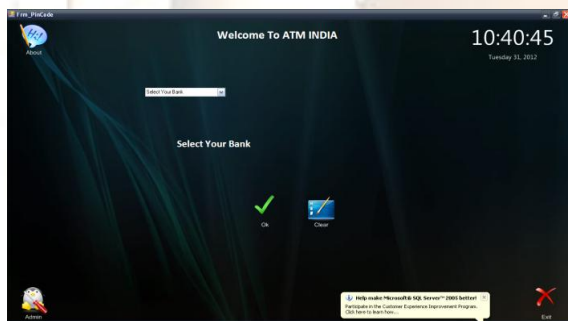 Frm_PinCode
Hi!
About
Welcome To ATM INDIA
10:40:45
Tuesday 31, 2012
Select Your Bank
Select Your Bank
Ok
Clear
Admin
Help make Microsoft® SQL Server™ 2005 better!
Participate in the Customer Experience Improvement Program.
Click here to learn how...
Exit